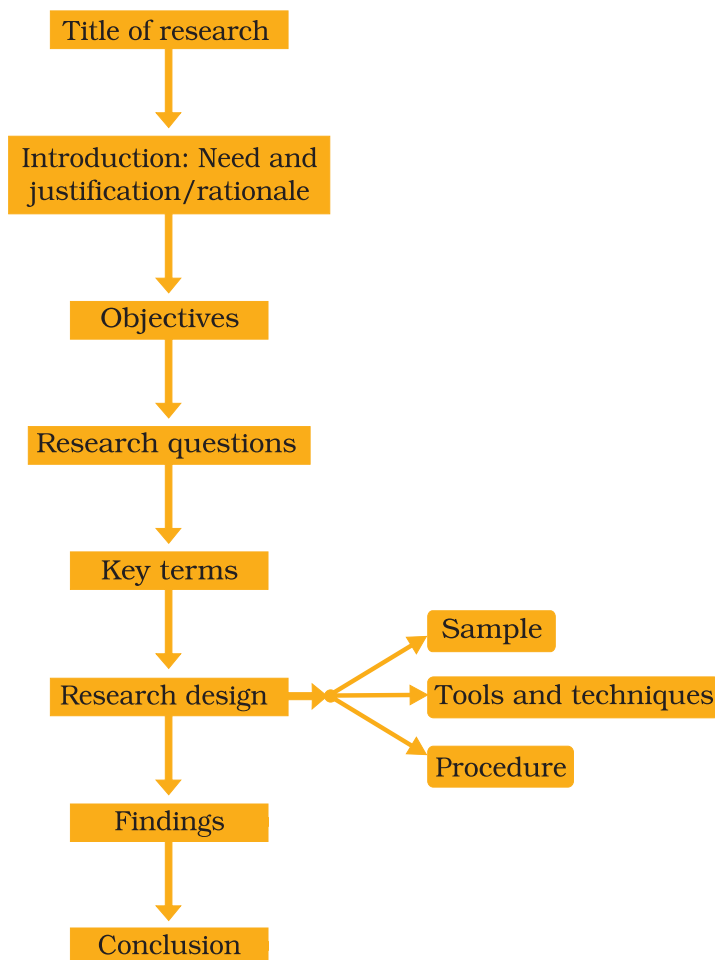 Title of research
Introduction: Need and
justification/rationale
Objectives
Research questions
Key terms
Research design
Sample
Tools and techniques
Procedure
Findings
Conclusion